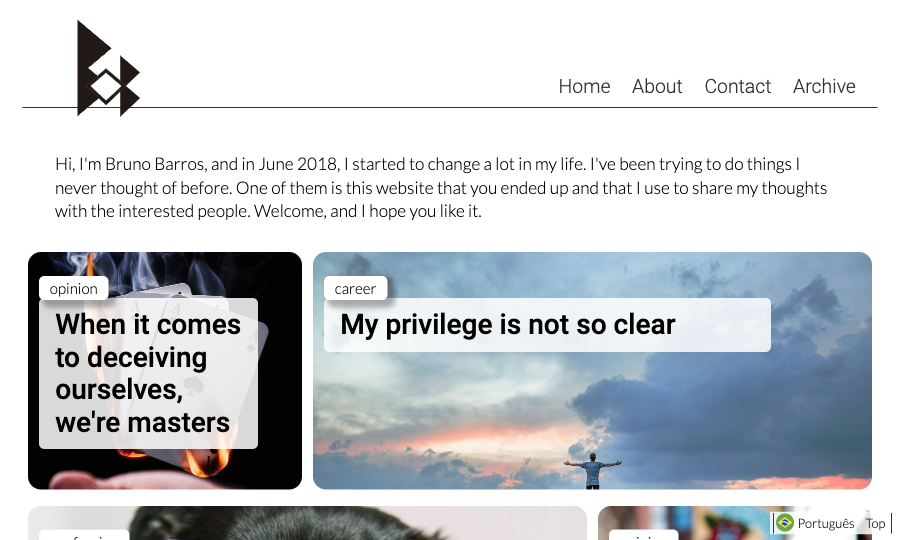 Home About Contact Archive
Hi, I'm Bruno Barros, and in June 2018, I started to change a lot in my life. I've been trying to do things I
never thought of before. One of them is this website that you ended up and that I use to share my thoughts
with the interested people. Welcome, and I hope you like it.
opinion
When it comes
to deceiving
ourselves,
we're masters
career
My privilege is not so clear
Português Top